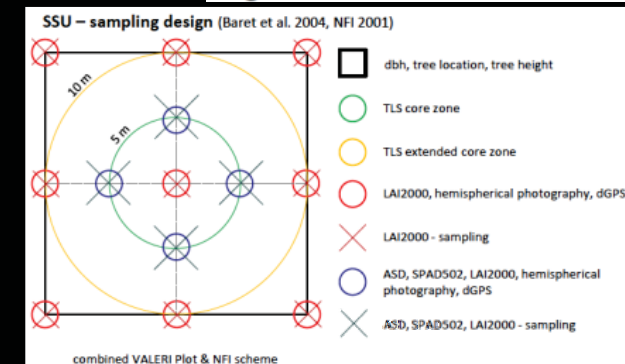 SSU – sampling design (Baret et al. 2004, NFI 2001)
10 m
5 m
dbh, tree location, tree height
TLS core zone
TLS extended core zone
LAI2000, hemispherical photography, dGPS
LAI2000 - sampling
ASD, SPAD502, LAI2000, hemispherical
photography, dGPS
ASD, SPAD502, LAI2000 - sampling
combined VALERI Plot & NFI scheme